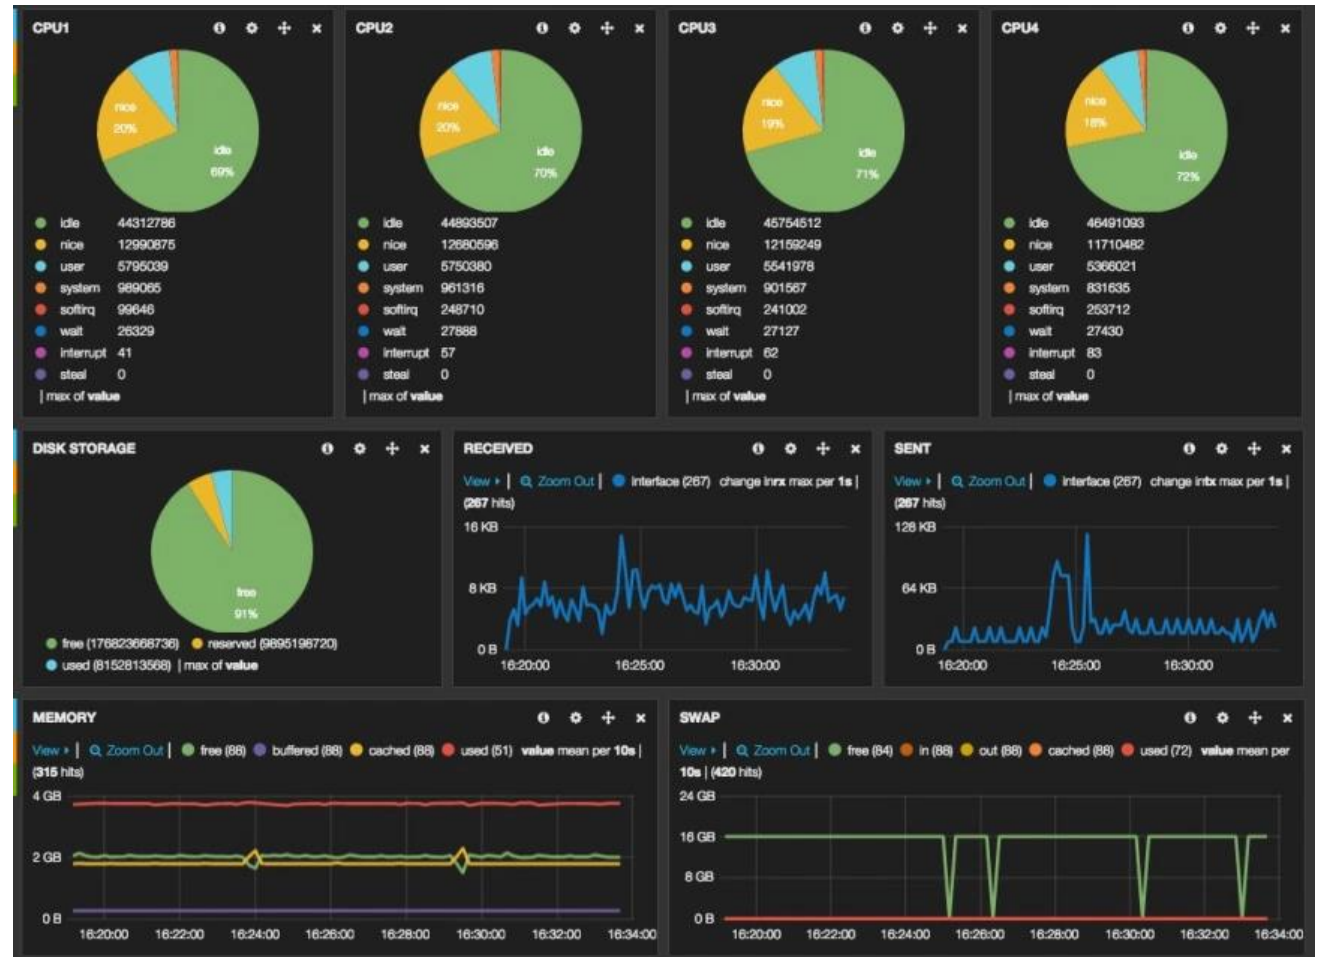 CPU1
nice
20%
idle
69%
idle 44312786
nice 12990875
user 5795039
system 989065
softirq 99646
wait 26329
interrupt 41
steal 0
| max of value
CPU2
nice
20%
idle
70%
idle 44893507
nice 12680596
user 5750380
system 961316
softirq 248710
wait 27888
interrupt 57
steal 0
| max of value
CPU3
nice
19%
idle
71%
idle 45754512
nice 12159249
user 5541978
system 901567
softirq 241002
wait 27127
interrupt 62
steal 0
| max of value
CPU4
nice
18%
idle
72%
idle 46491093
nice 11710482
user 5366021
system 831635
softirq 253712
wait 27430
interrupt 83
steal 0
| max of value
DISK STORAGE
free
91%
free (176823668736) reserved (9895198720)
used (8152813568) | max of value
RECEIVED
View | Zoom Out | interface (267) change inrx max per 1s |
(267 hits)
16 KB
8 KB
0 B
16:20:00 16:25:00 16:30:00
SENT
View | Zoom Out | interface (267) change intx max per 1s |
(267 hits)
128 KB
64 KB
0 B
16:20:00 16:25:00 16:30:00
MEMORY
View | Zoom Out | free (88) buffered (88) cached (88) used (51) value mean per 10s |
(315 hits)
4 GB
2 GB
0 B
16:20:00 16:22:00 16:24:00 16:26:00 16:28:00 16:30:00 16:32:00 16:34:00
SWAP
View | Zoom Out | free (84) in (88) out (88) cached (88) used (72) value mean per
10s | (420 hits)
24 GB
16 GB
8 GB
0 B
16:20:00 16:22:00 16:24:00 16:26:00 16:28:00 16:30:00 16:32:00 16:34:00